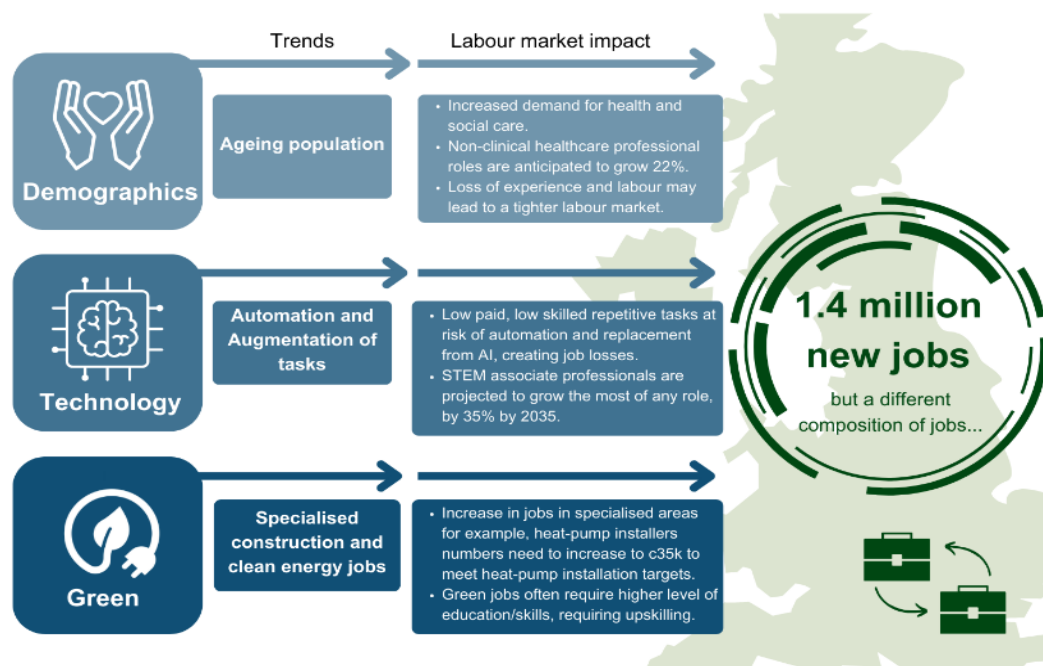 Trends
Labour market impact
Demographics
Ageing population
• Increased demand for health and
social care.
• Non-clinical healthcare professional
roles are anticipated to grow 22%.
• Loss of experience and labour may
lead to a tighter labour market.
Technology
Automation and
Augmentation of
tasks
• Low paid, low skilled repetitive tasks at
risk of automation and replacement
from AI, creating job losses.
• STEM associate professionals are
projected to grow the most of any role,
by 35% by 2035.
Green
Specialised
construction and
clean energy jobs
• Increase in jobs in specialised areas
for example, heat-pump installers
numbers need to increase to c35k to
meet heat-pump installation targets.
• Green jobs often require higher level of
education/skills, requiring upskilling.
1.4 million
new jobs
but a different
composition of jobs...